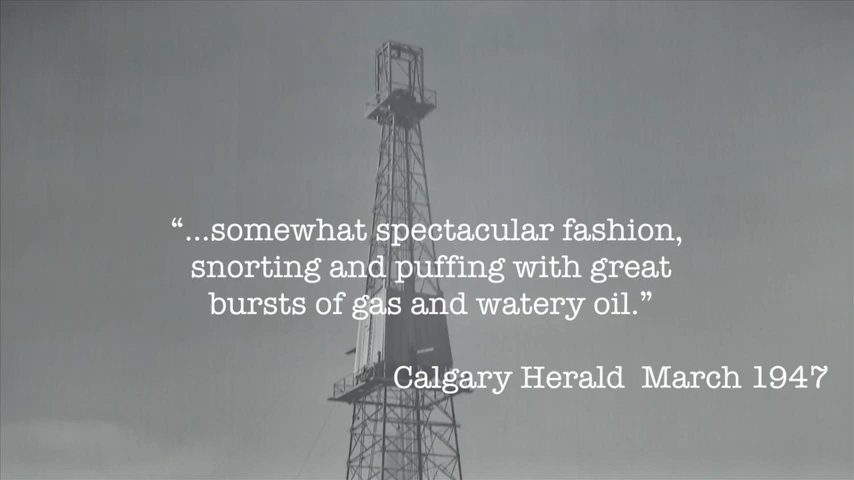 “...somewhat spectacular fashion,
snorting and puffing with great
bursts of gas and watery oil.”
Calgary Herald March 1947